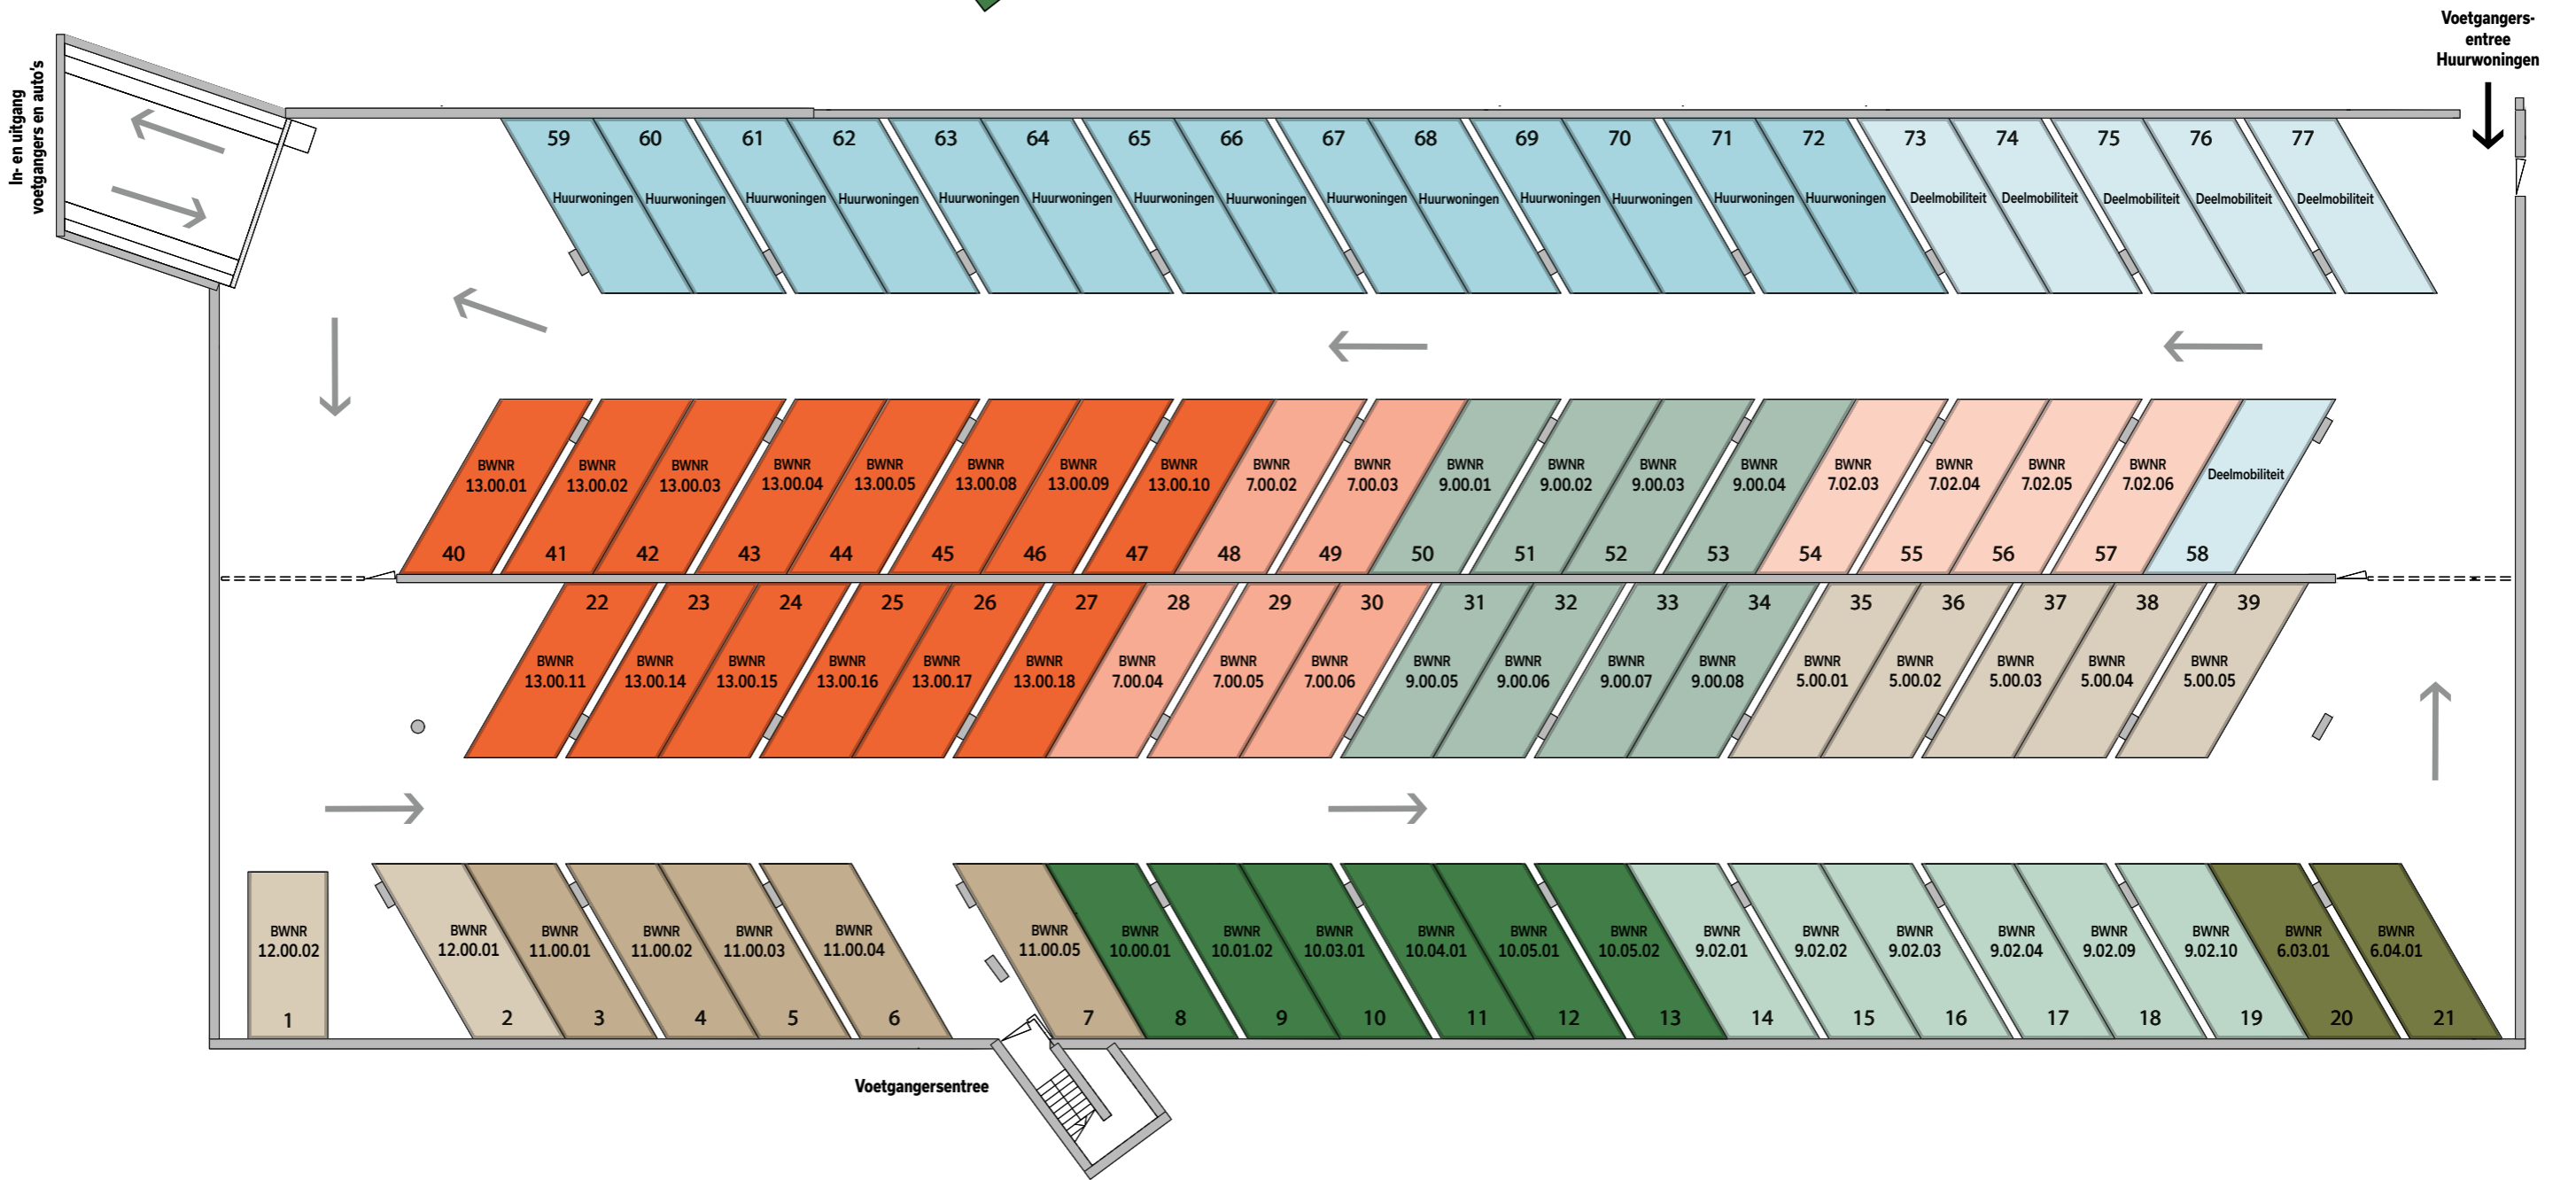 Voetgangers-
entree
Huurwoningen
In- en uitgang
voetgangers en auto's
59 60 61 62 63 64 65 66 67 68 69 70 71 72 73 74 75 76 77
Huurwoningen Huurwoningen Huurwoningen Huurwoningen Huurwoningen Huurwoningen Huurwoningen Huurwoningen Huurwoningen Huurwoningen Huurwoningen Huurwoningen Huurwoningen Huurwoningen Deelmobiliteit Deelmobiliteit Deelmobiliteit Deelmobiliteit Deelmobiliteit
BWNR BWNR BWNR BWNR BWNR BWNR BWNR BWNR BWNR BWNR BWNR BWNR BWNR BWNR BWNR BWNR BWNR BWNR Deelmobiliteit
13.00.01 13.00.02 13.00.03 13.00.04 13.00.05 13.00.08 13.00.09 13.00.10 7.00.02 7.00.03 9.00.01 9.00.02 9.00.03 9.00.04 7.02.03 7.02.04 7.02.05 7.02.06
40 41 42 43 44 45 46 47 48 49 50 51 52 53 54 55 56 57 58
22 23 24 25 26 27 28 29 30 31 32 33 34 35 36 37 38 39
BWNR BWNR BWNR BWNR BWNR BWNR BWNR BWNR BWNR BWNR BWNR BWNR BWNR BWNR BWNR BWNR BWNR BWNR
13.00.11 13.00.14 13.00.15 13.00.16 13.00.17 13.00.18 7.00.04 7.00.05 7.00.06 9.00.05 9.00.06 9.00.07 9.00.08 5.00.01 5.00.02 5.00.03 5.00.04 5.00.05
BWNR BWNR BWNR BWNR BWNR BWNR BWNR BWNR BWNR BWNR BWNR BWNR BWNR BWNR BWNR BWNR BWNR BWNR BWNR BWNR BWNR
12.00.02 12.00.01 11.00.01 11.00.02 11.00.03 11.00.04 11.00.05 10.00.01 10.01.02 10.03.01 10.04.01 10.05.01 10.05.02 9.02.01 9.02.02 9.02.03 9.02.04 9.02.09 9.02.10 6.03.01 6.04.01
1 2 3 4 5 6 7 8 9 10 11 12 13 14 15 16 17 18 19 20 21
Voetgangersentree